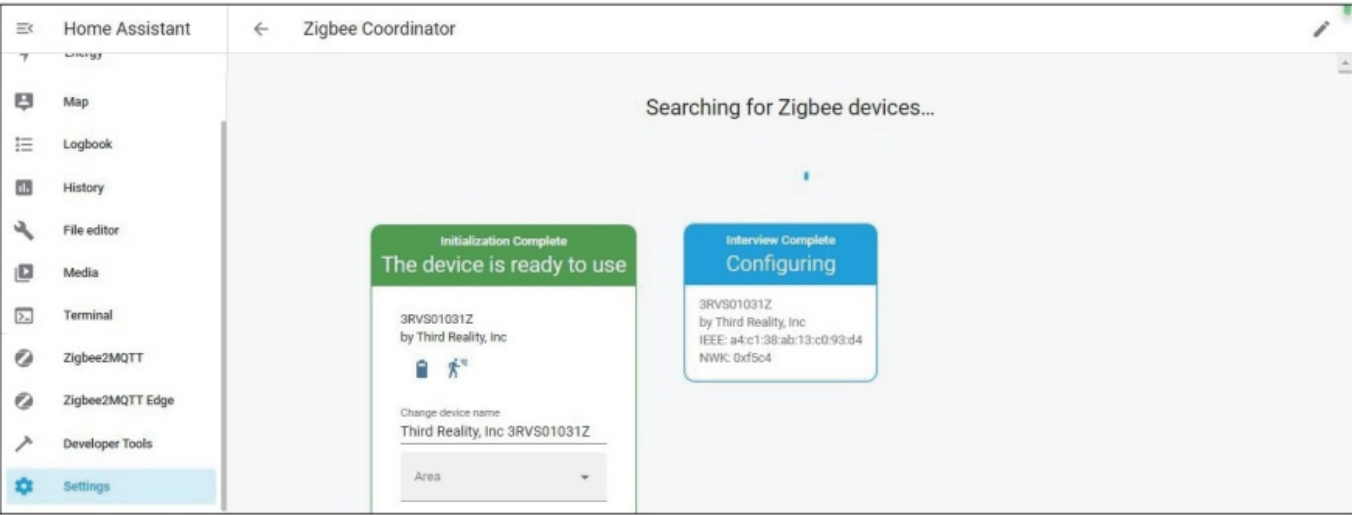 Home Assistant
Zigbee Coordinator
Energy
Map
Logbook
History
File editor
Media
Terminal
Zigbee2MQTT
Zigbee2MQTT Edge
Developer Tools
Settings
Searching for Zigbee devices...
Initialization Complete
The device is ready to use
3RVS01031Z
by Third Reality, Inc
Change device name
Third Reality, Inc 3RVS01031Z
Area
Interview Complete
Configuring
3RVS01031Z
by Third Reality, Inc
IEEE: a4:c1:38:ab:13:c0:93:d4
NWK: 0xf5c4